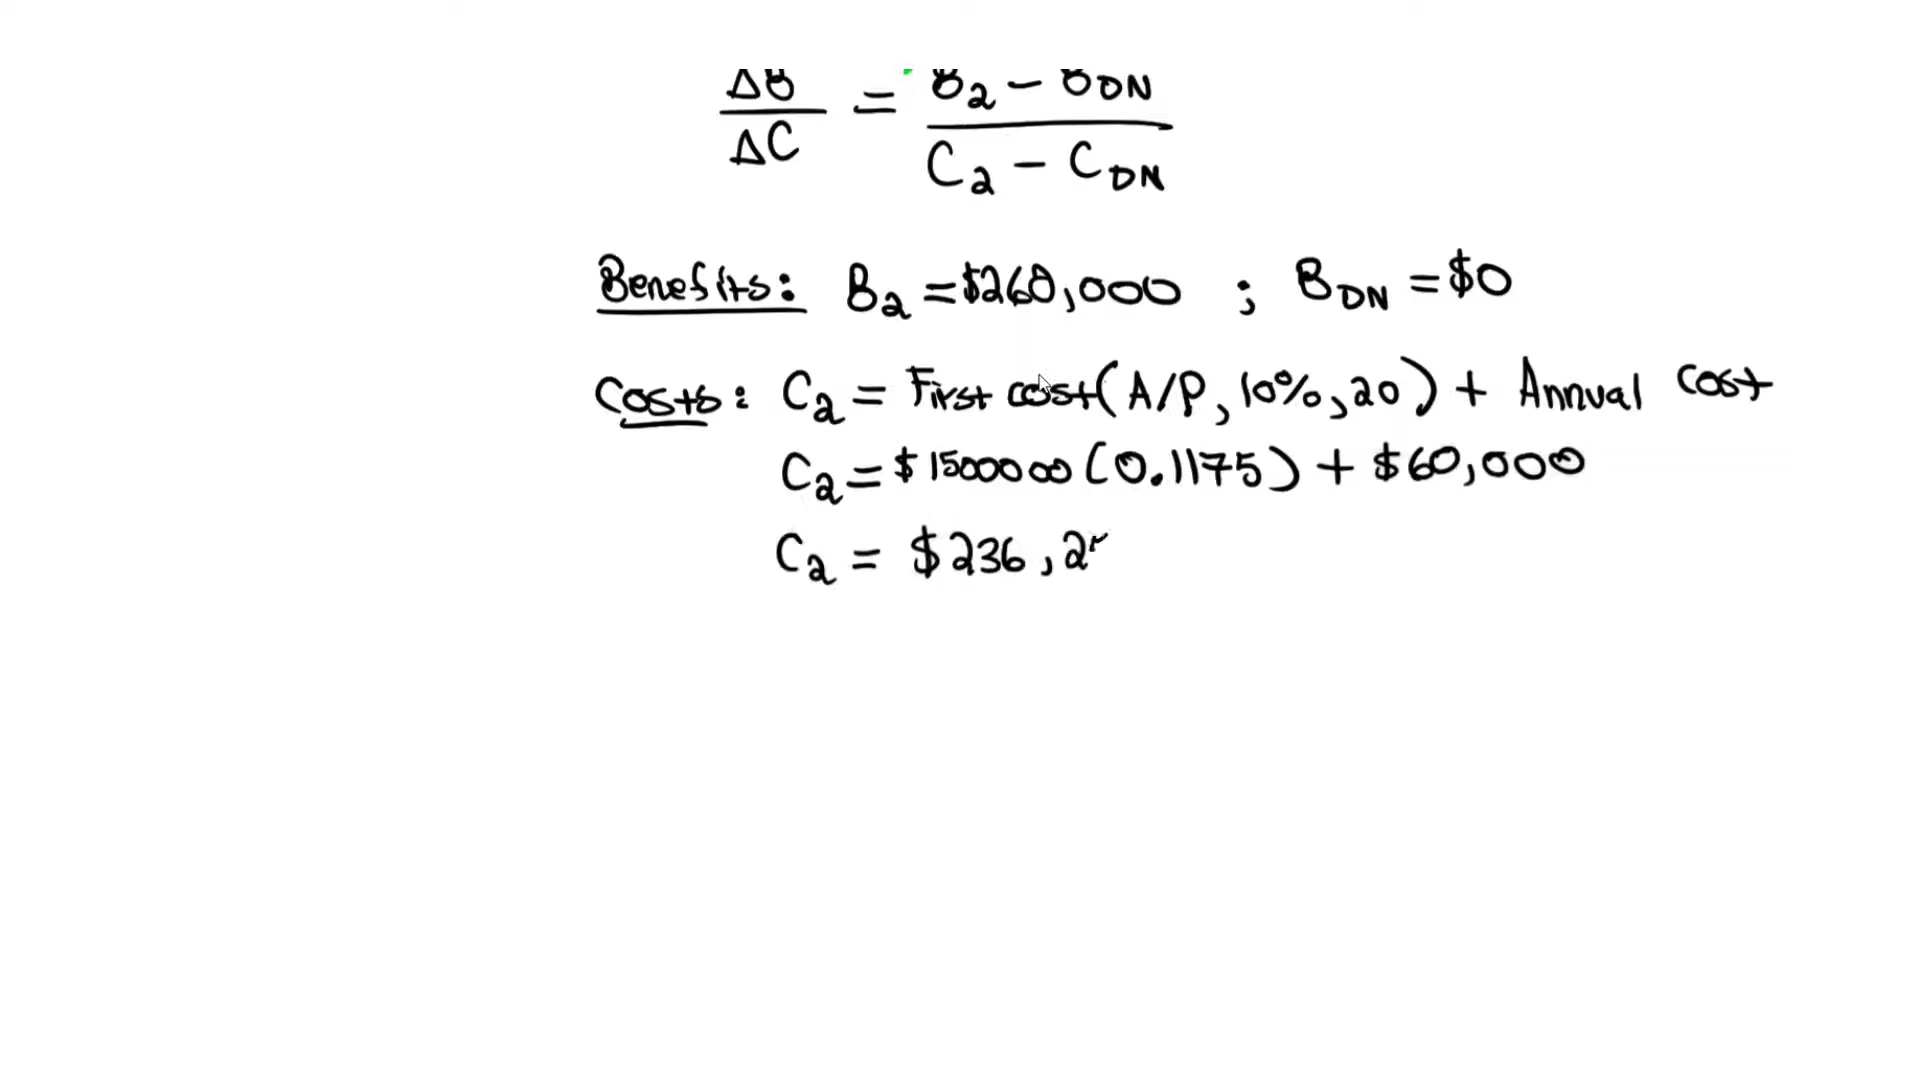 ΔB/ΔC = B2 - BDN / C2 - CDN
Benefits: B2 = $260,000 ; BDN = $0
Costs: C2 = First cost(A/P, 10%, 20) + Annual cost
C2 = $1500000(0.1175) + $60,000
C2 = $236,2